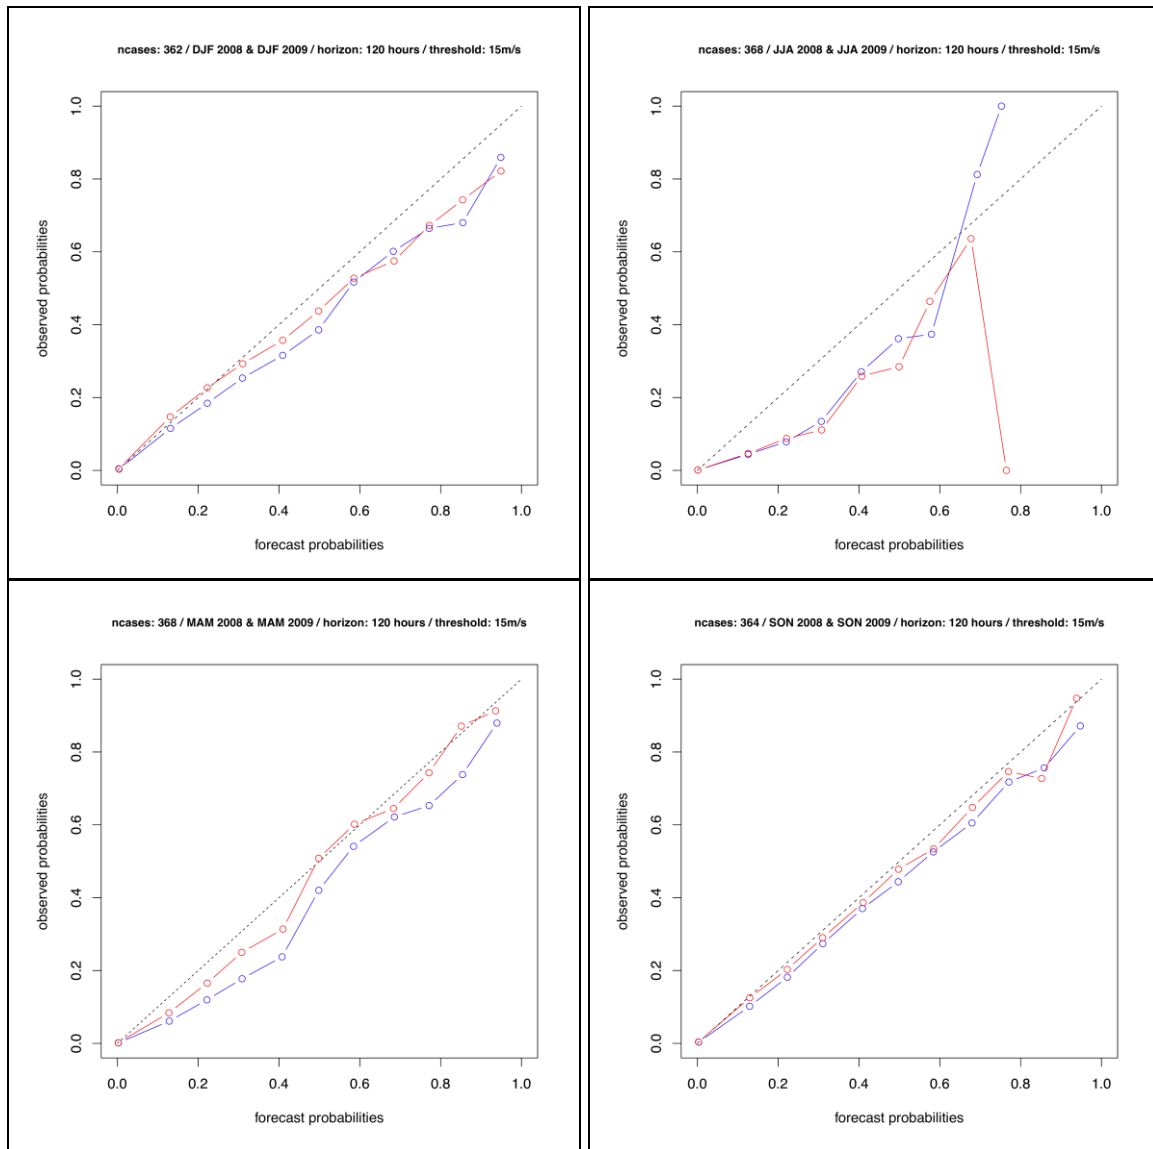 ncases: 362 / DJF 2008 & DJF 2009 / horizon: 120 hours / threshold: 15m/s
observed probabilities
1.0
0.8
0.6
0.4
0.2
0.0
0.0 0.2 0.4 0.6 0.8 1.0
forecast probabilities
ncases: 368 / JJA 2008 & JJA 2009 / horizon: 120 hours / threshold: 15m/s
observed probabilities
1.0
0.8
0.6
0.4
0.2
0.0
0.0 0.2 0.4 0.6 0.8 1.0
forecast probabilities
ncases: 368 / MAM 2008 & MAM 2009 / horizon: 120 hours / threshold: 15m/s
observed probabilities
1.0
0.8
0.6
0.4
0.2
0.0
0.0 0.2 0.4 0.6 0.8 1.0
forecast probabilities
ncases: 364 / SON 2008 & SON 2009 / horizon: 120 hours / threshold: 15m/s
observed probabilities
1.0
0.8
0.6
0.4
0.2
0.0
0.0 0.2 0.4 0.6 0.8 1.0
forecast probabilities